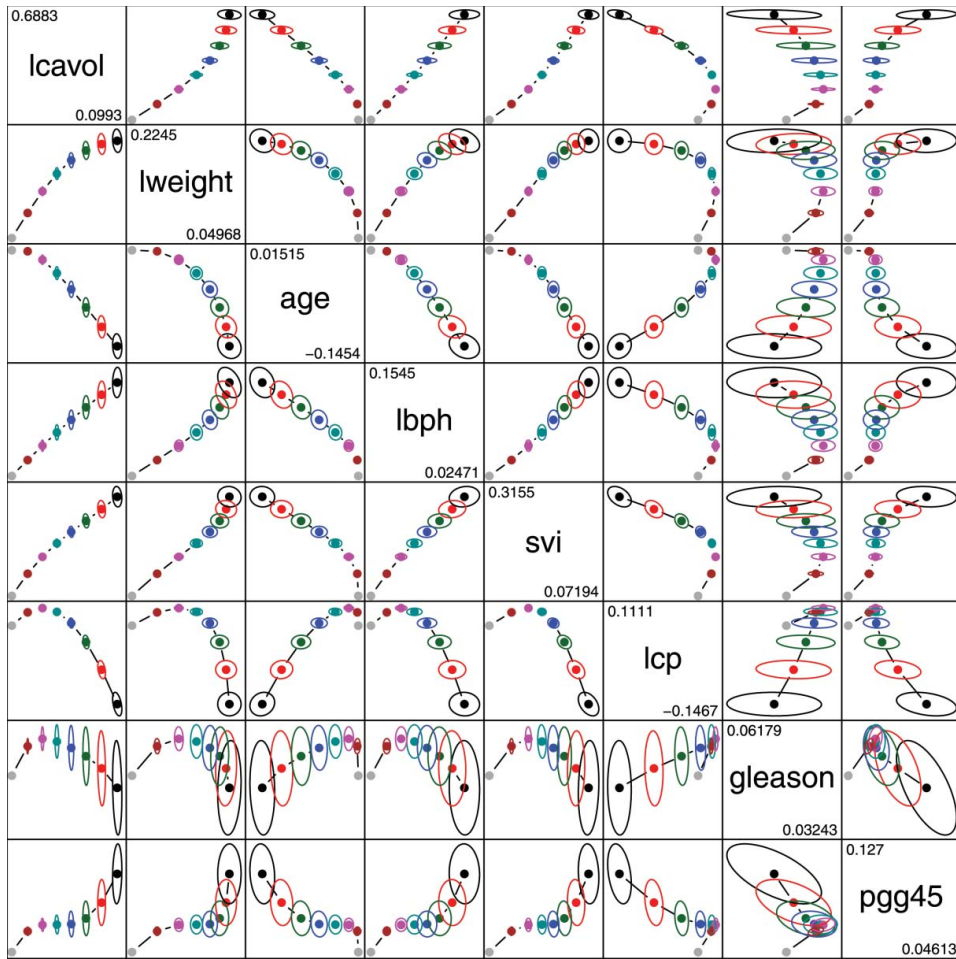 0.6883
lcavol
0.0993
0.2245
lweight
0.04968
0.01515
age
−0.1454
0.1545
lbph
0.02471
0.3155
svi
0.07194
0.1111
lcp
−0.1467
0.06179
gleason
0.03243
0.127
pgg45
0.04613